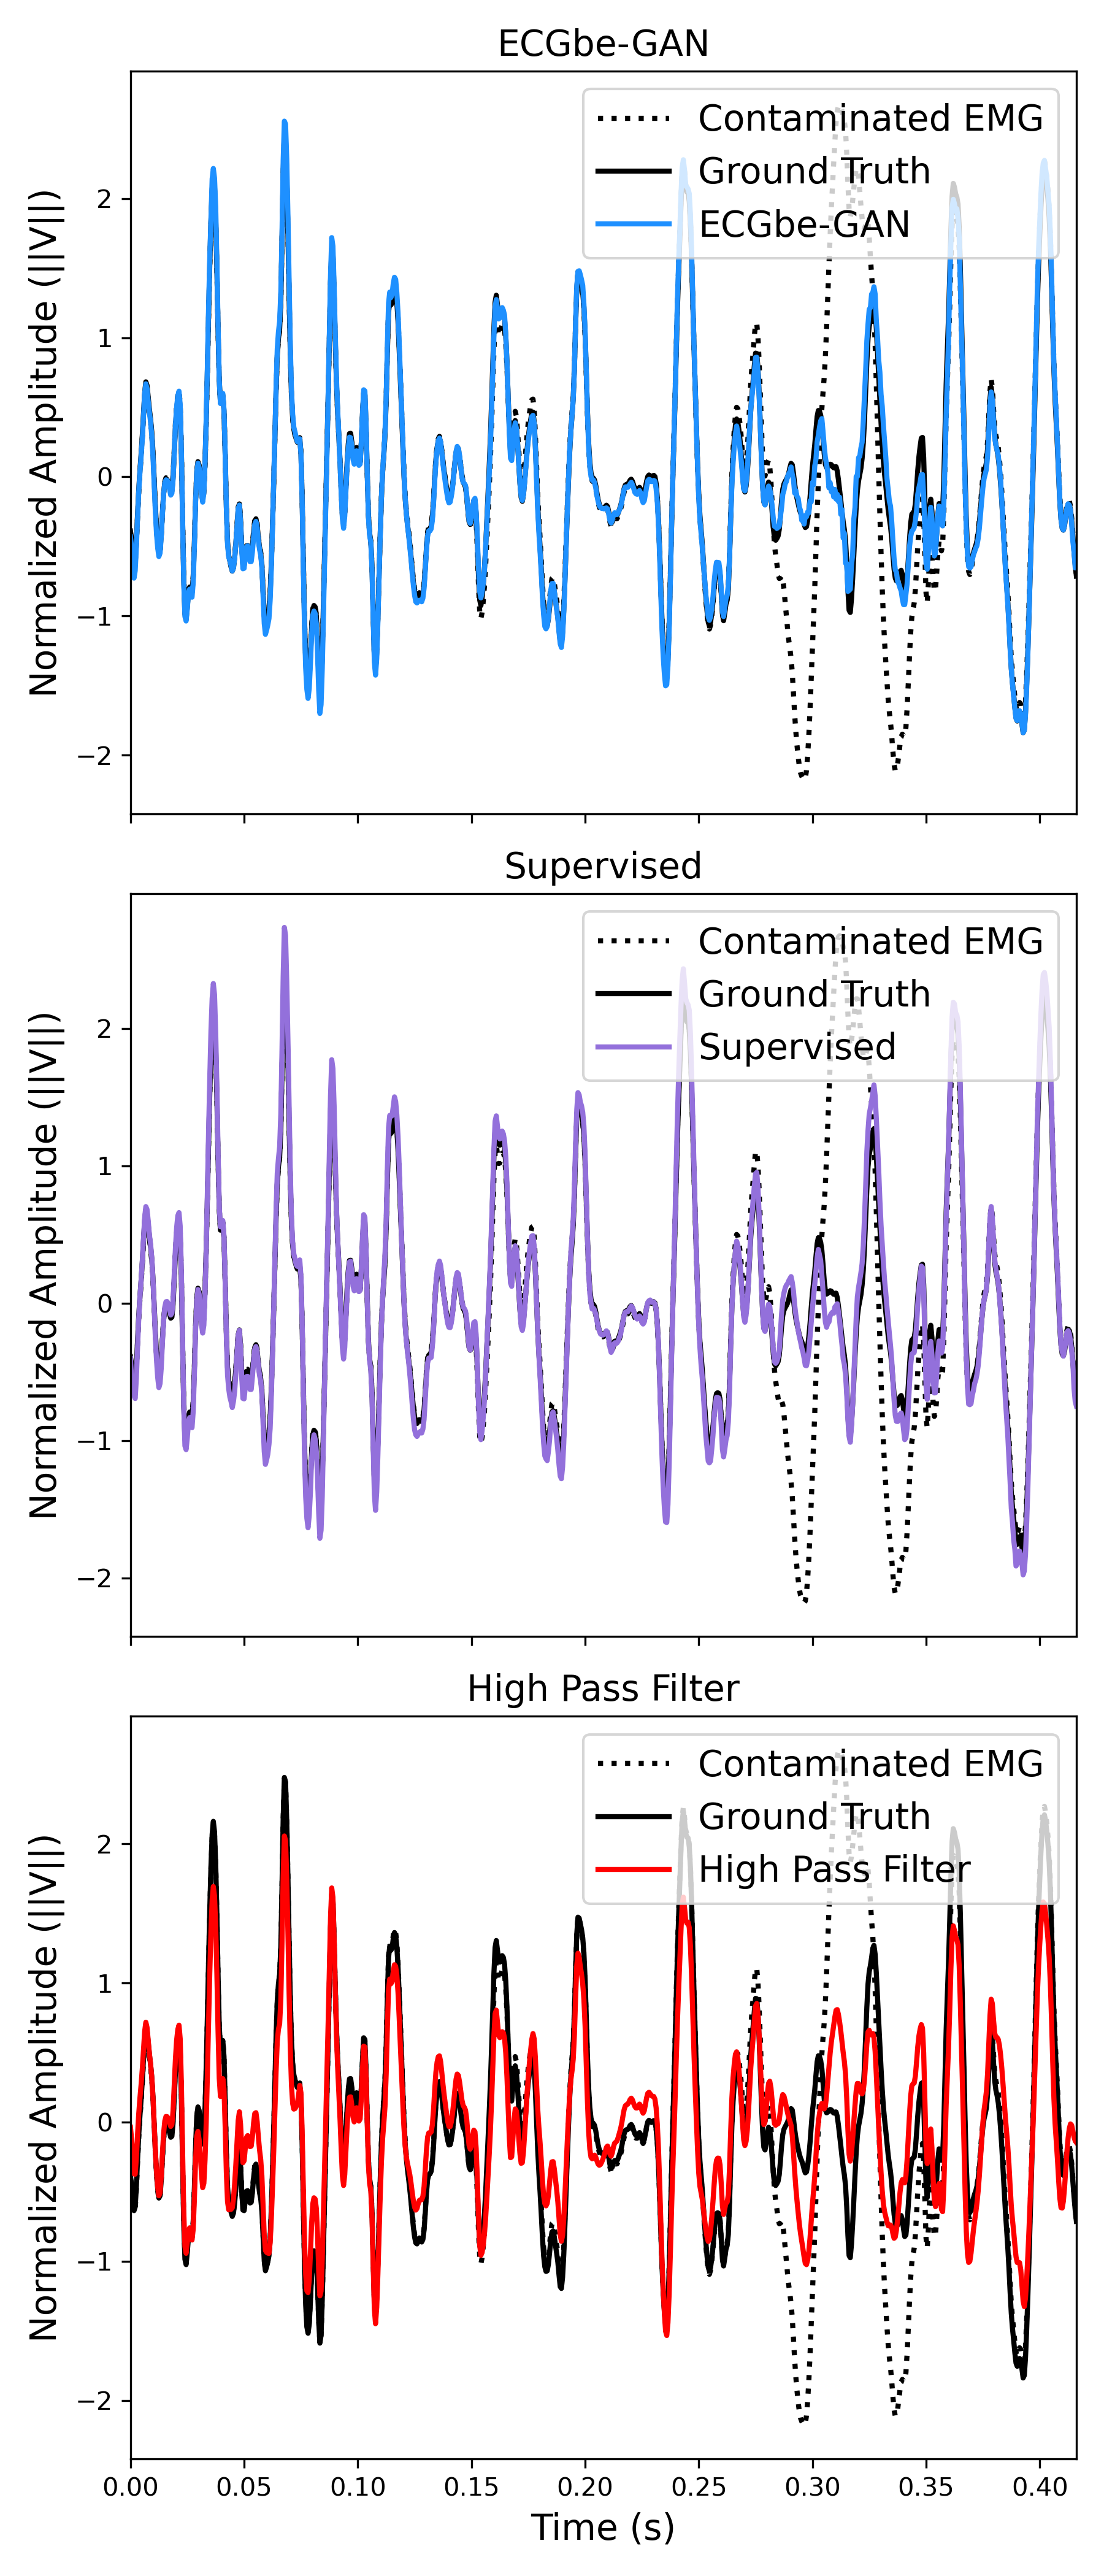 ECGbe-GAN
Contaminated EMG
Ground Truth
ECGbe-GAN
2
1
0
−1
−2
Normalized Amplitude (||V||)
Supervised
Contaminated EMG
Ground Truth
Supervised
2
1
0
−1
−2
Normalized Amplitude (||V||)
High Pass Filter
Contaminated EMG
Ground Truth
High Pass Filter
2
1
0
−1
−2
Normalized Amplitude (||V||)
0.00 0.05 0.10 0.15 0.20 0.25 0.30 0.35 0.40
Time (s)